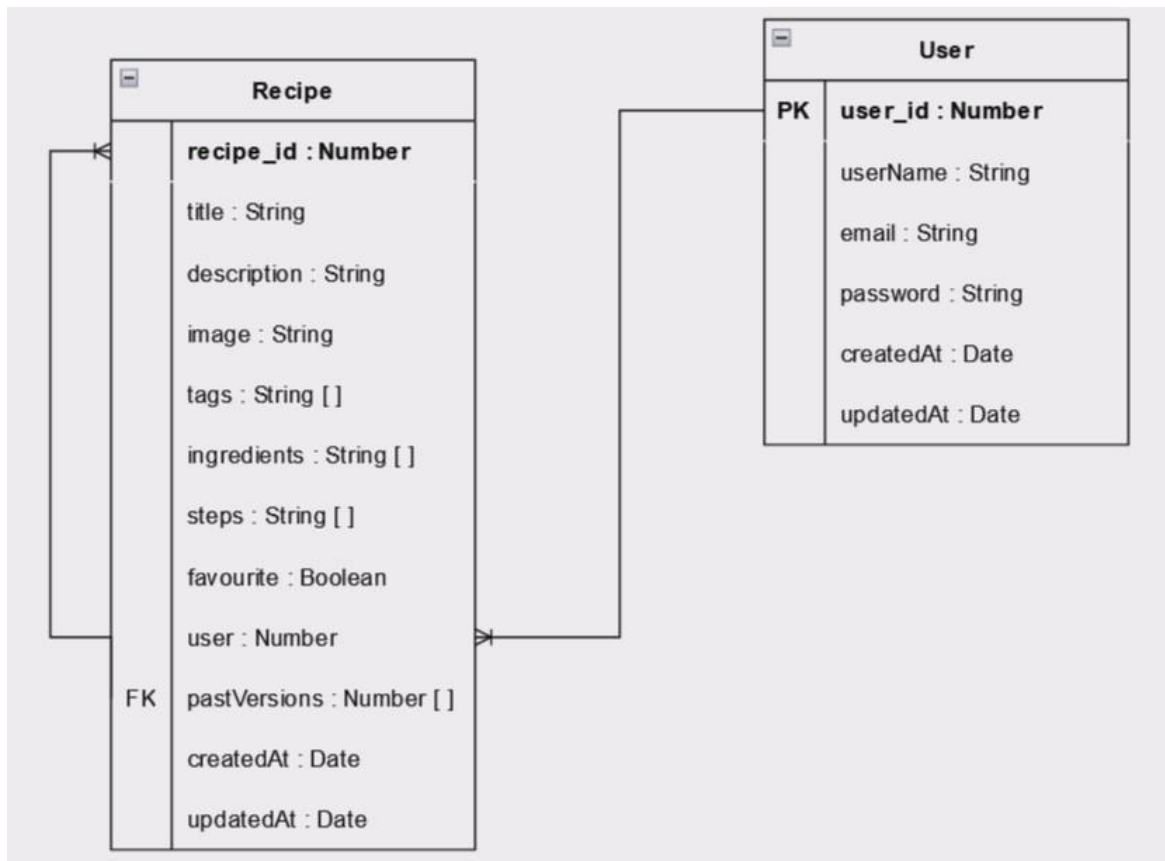 Recipe
recipe_id : Number
title : String
description : String
image : String
tags : String [ ]
ingredients : String [ ]
steps : String [ ]
favourite : Boolean
user : Number
FK pastVersions : Number [ ]
createdAt : Date
updatedAt : Date
User
PK user_id : Number
userName : String
email : String
password : String
createdAt : Date
updatedAt : Date